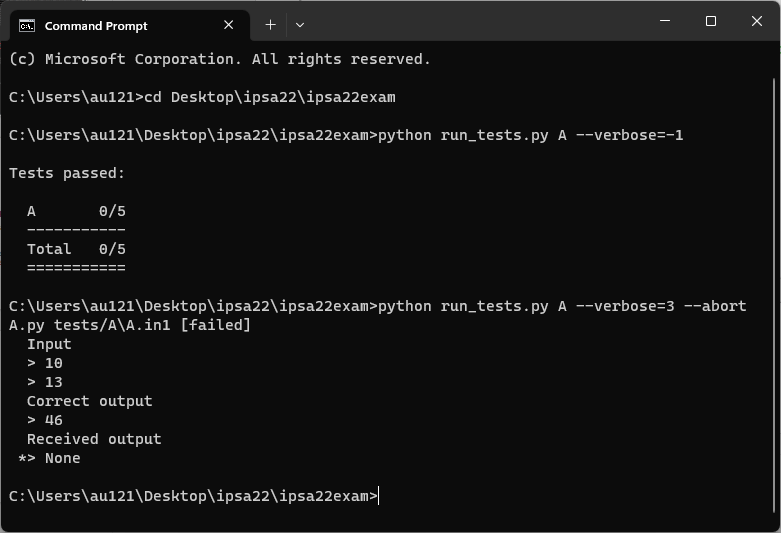 Command Prompt
(c) Microsoft Corporation. All rights reserved.
C:\Users\au121>cd Desktop\ipsa22\ipsa22exam
C:\Users\au121\Desktop\ipsa22\ipsa22exam>python run_tests.py A --verbose=-1
Tests passed:
A       0/5
-----------
Total   0/5
===========
C:\Users\au121\Desktop\ipsa22\ipsa22exam>python run_tests.py A --verbose=3 --abort
A.py tests/A\A.in1 [failed]
Input
> 10
> 13
Correct output
> 46
Received output
*> None
C:\Users\au121\Desktop\ipsa22\ipsa22exam>